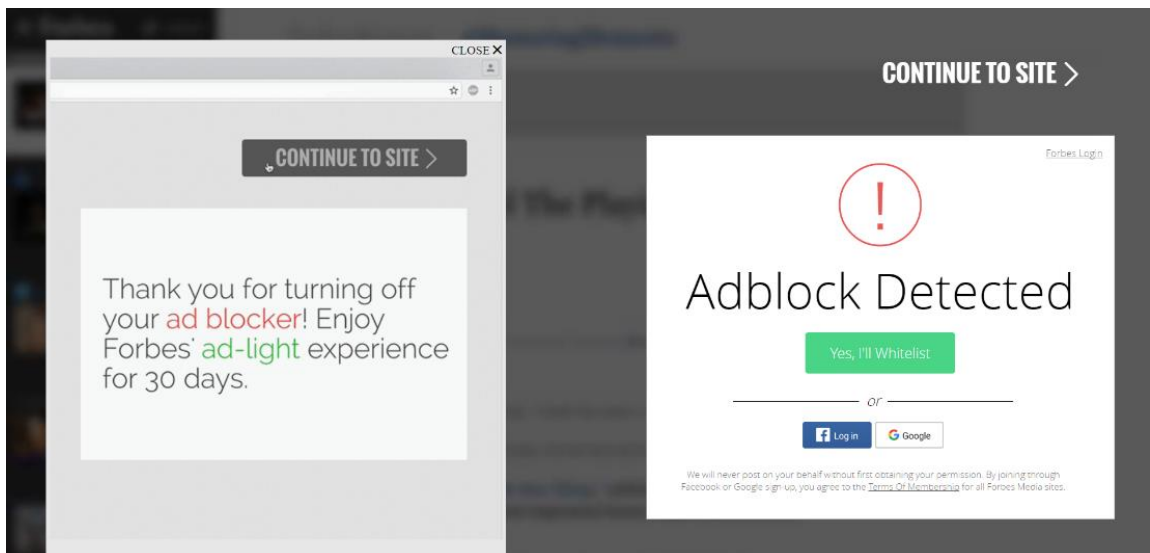 CLOSE X
CONTINUE TO SITE >
Thank you for turning off
your ad blocker! Enjoy
Forbes' ad-light experience
for 30 days.
CONTINUE TO SITE >
Forbes Login
!
Adblock Detected
Yes, I'll Whitelist
or
Log in
Google
We will never post on your behalf without first obtaining your permission. By joining through
Facebook or Google sign-up, you agree to the Terms Of Membership for all Forbes Media sites.